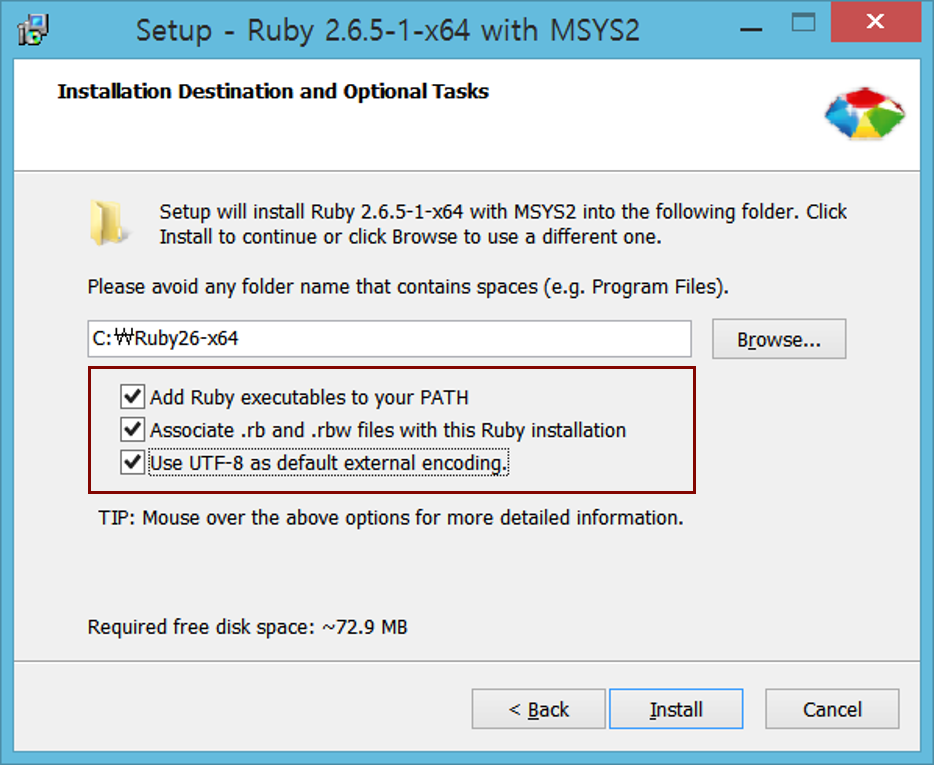 Setup - Ruby 2.6.5-1-x64 with MSYS2
Installation Destination and Optional Tasks
Setup will install Ruby 2.6.5-1-x64 with MSYS2 into the following folder. Click
Install to continue or click Browse to use a different one.
Please avoid any folder name that contains spaces (e.g. Program Files).
C:₩Ruby26-x64
Browse...
Add Ruby executables to your PATH
Associate .rb and .rbw files with this Ruby installation
Use UTF-8 as default external encoding.
TIP: Mouse over the above options for more detailed information.
Required free disk space: ~72.9 MB
< Back
Install
Cancel